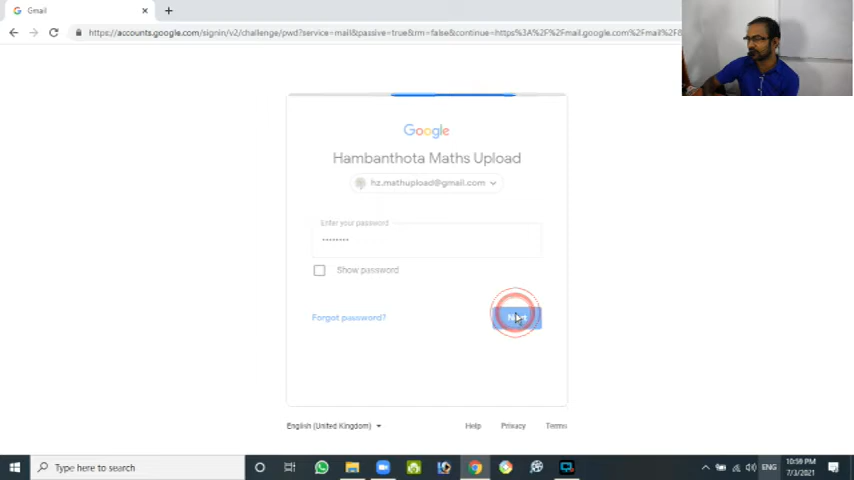 Gmail
https://accounts.google.com/signin/v2/challenge/pwd?service=mail&passive=true&rm=false&continue=https%3A%2F%2Fmail.google.com%2Fmail%2F&
Google
Hambanthota Maths Upload
hz.mathupload@gmail.com
Enter your password
••••••••
Show password
Forgot password?
Next
English (United Kingdom)
Help Privacy Terms
Type here to search
ENG
10:59 PM
7/3/2021